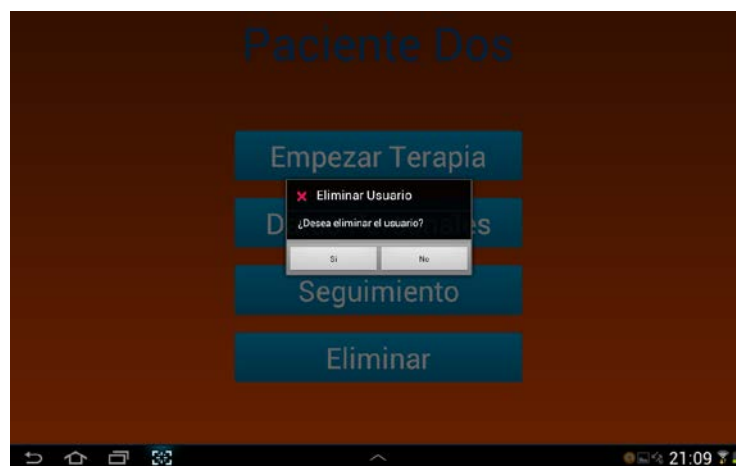 Paciente Dos
Empezar Terapia
Eliminar Usuario
¿Desea eliminar el usuario?
Si
No
Seguimiento
Eliminar
21:09